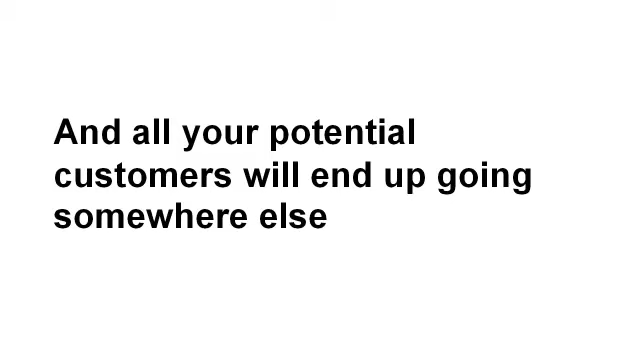 And all your potential
customers will end up going
somewhere else